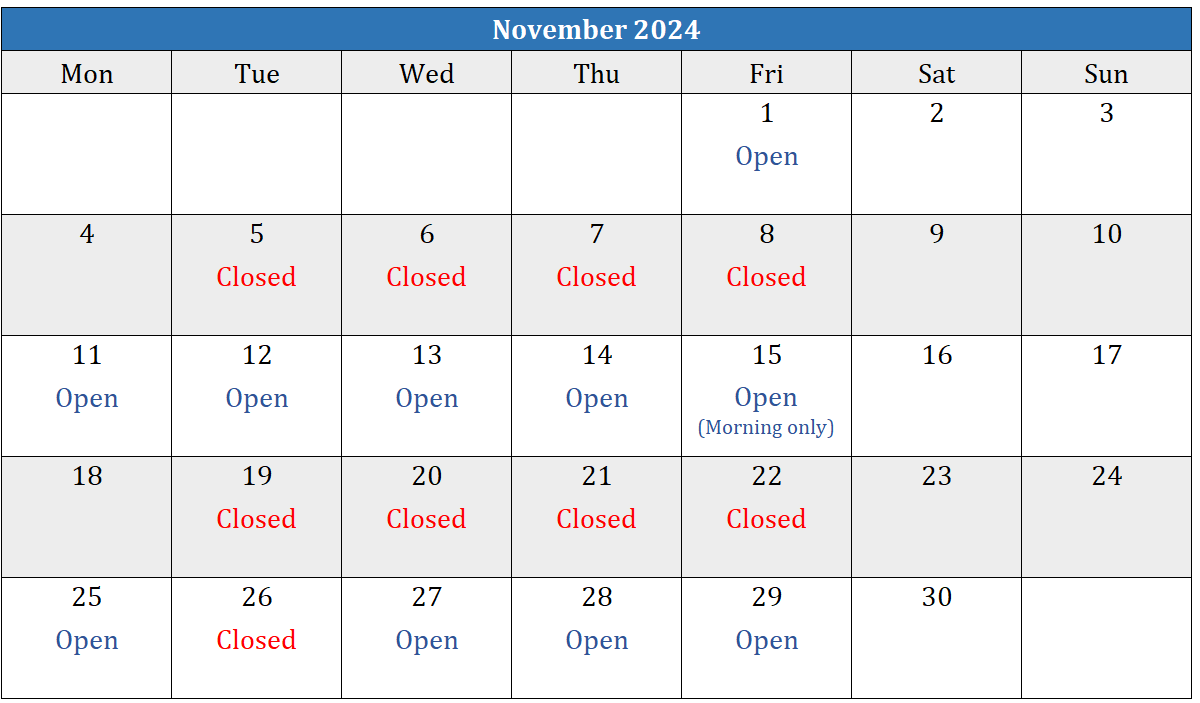 November 2024
Mon Tue Wed Thu Fri Sat Sun
1 2 3
Open
4 5 6 7 8 9 10
Closed Closed Closed Closed
11 12 13 14 15 16 17
Open Open Open Open Open
(Morning only)
18 19 20 21 22 23 24
Closed Closed Closed Closed
25 26 27 28 29 30
Open Closed Open Open Open